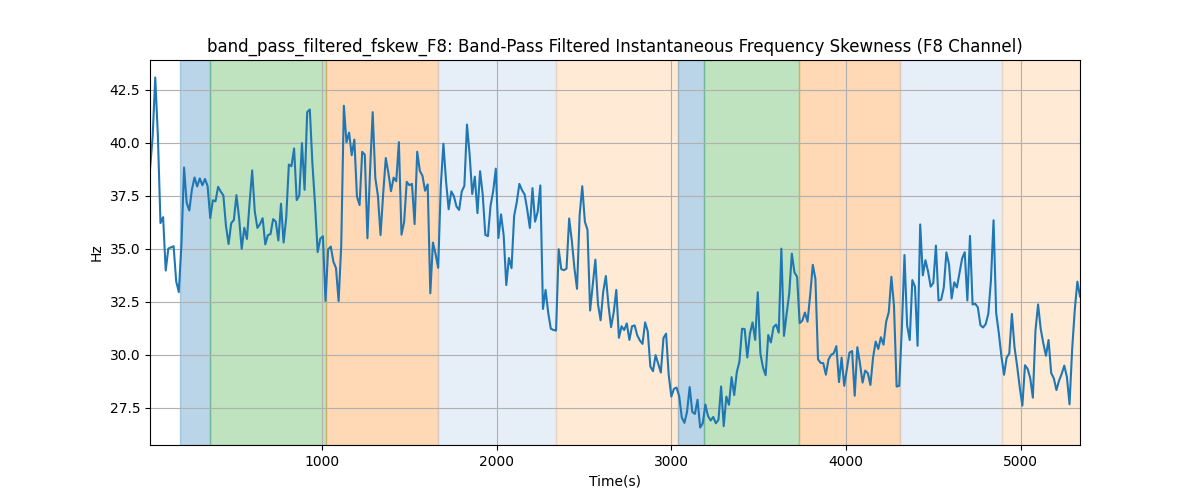 band_pass_filtered_fskew_F8: Band-Pass Filtered Instantaneous Frequency Skewness (F8 Channel)
42.5
40.0
37.5
35.0
32.5
30.0
27.5
Hz
1000 2000 3000 4000 5000
Time(s)